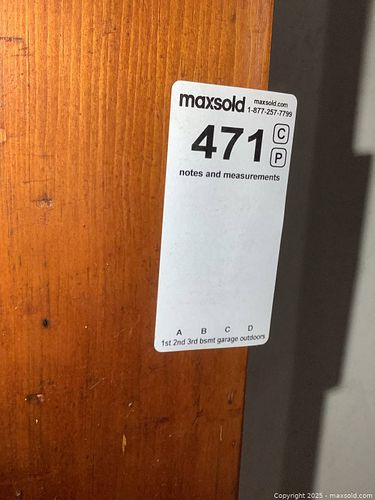 maxsold maxsold.com
1-877-257-7799
471 C
P
notes and measurements
A B C D
1st 2nd 3rd bsmt garage outdoors
Copyright © 2025 - maxsold.com